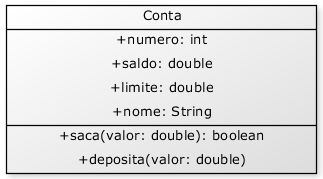 Conta
+numero: int
+saldo: double
+limite: double
+nome: String
+saca(valor: double): boolean
+deposita(valor: double)